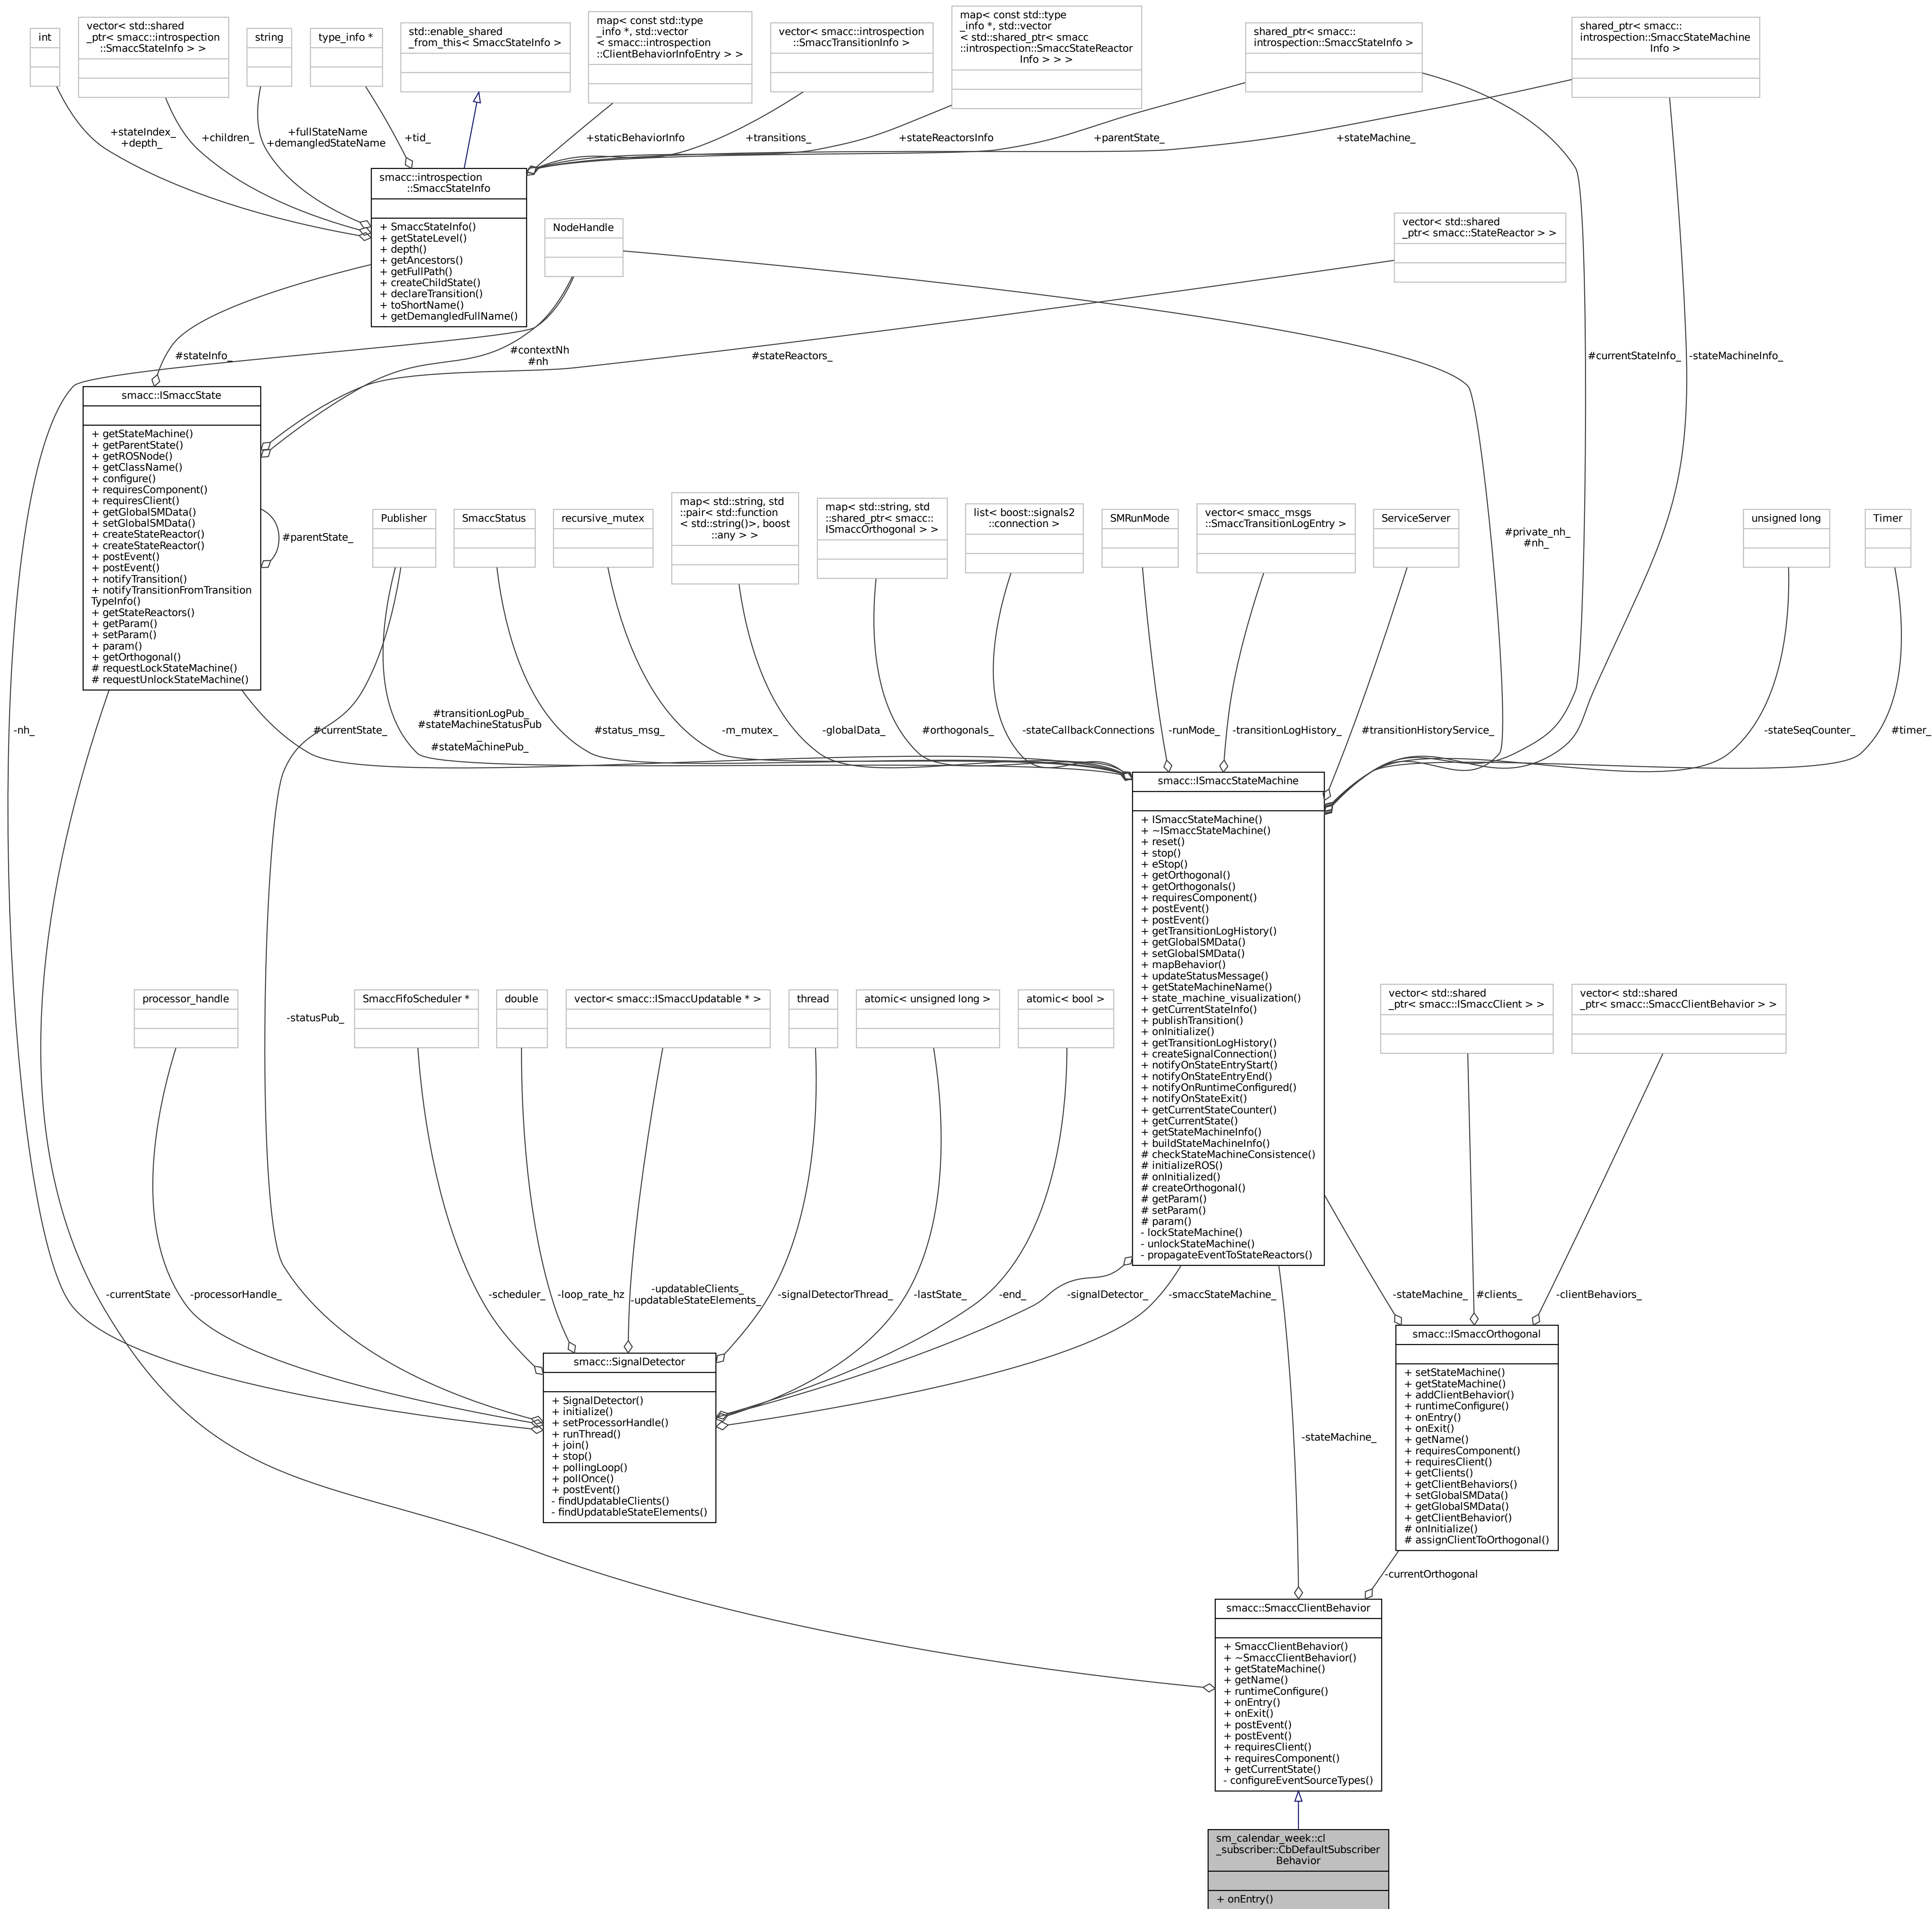 int
vector< std::shared
_ptr< smacc::introspection
::SmaccStateInfo > >
string
type_info *
std::enable_shared
_from_this< SmaccStateInfo >
map< const std::type
_info *, std::vector
< smacc::introspection
::ClientBehaviorInfoEntry > >
vector< smacc::introspection
::SmaccTransitionInfo >
map< const std::type
_info *, std::vector
< std::shared_ptr< smacc
::introspection::SmaccStateReactor
Info > > >
shared_ptr< smacc::
introspection::SmaccStateInfo >
shared_ptr< smacc::
introspection::SmaccStateMachine
Info >
+stateIndex_
+depth_
+children_
+fullStateName
+demangledStateName
+tid_
+staticBehaviorInfo
+transitions_
+stateReactorsInfo
+parentState_
+stateMachine_
smacc::introspection
::SmaccStateInfo
+ SmaccStateInfo()
+ getStateLevel()
+ depth()
+ getAncestors()
+ getFullPath()
+ createChildState()
+ declareTransition()
+ toShortName()
+ getDemangledFullName()
NodeHandle
vector< std::shared
_ptr< smacc::StateReactor > >
#stateInfo_
#contextNh
#nh
#stateReactors_
#currentStateInfo_
-stateMachineInfo_
smacc::ISmaccState
+ getStateMachine()
+ getParentState()
+ getROSNode()
+ getClassName()
+ configure()
+ requiresComponent()
+ requiresClient()
+ getGlobalSMData()
+ setGlobalSMData()
+ createStateReactor()
+ createStateReactor()
+ postEvent()
+ postEvent()
+ notifyTransition()
+ notifyTransitionFromTransition
TypeInfo()
+ getStateReactors()
+ getParam()
+ setParam()
+ param()
+ getOrthogonal()
# requestLockStateMachine()
# requestUnlockStateMachine()
#parentState_
Publisher
SmaccStatus
recursive_mutex
map< std::string, std
::pair< std::function
< std::string()>, boost
::any > >
map< std::string, std
::shared_ptr< smacc::
ISmaccOrthogonal > >
list< boost::signals2
::connection >
SMRunMode
vector< smacc_msgs
::SmaccTransitionLogEntry >
ServiceServer
#private_nh_
#nh_
unsigned long
Timer
-nh_
#currentState_
#transitionLogPub_
#stateMachineStatusPub
_
#stateMachinePub_
#status_msg_
-m_mutex_
-globalData_
#orthogonals_
-stateCallbackConnections
-runMode_
-transitionLogHistory_
#transitionHistoryService_
-stateSeqCounter_
#timer_
smacc::ISmaccStateMachine
+ ISmaccStateMachine()
+ ~ISmaccStateMachine()
+ reset()
+ stop()
+ eStop()
+ getOrthogonal()
+ getOrthogonals()
+ requiresComponent()
+ postEvent()
+ postEvent()
+ getTransitionLogHistory()
+ getGlobalSMData()
+ setGlobalSMData()
+ mapBehavior()
+ updateStatusMessage()
+ getStateMachineName()
+ state_machine_visualization()
+ getCurrentStateInfo()
+ publishTransition()
+ onInitialize()
+ getTransitionLogHistory()
+ createSignalConnection()
+ notifyOnStateEntryStart()
+ notifyOnStateEntryEnd()
+ notifyOnRuntimeConfigured()
+ notifyOnStateExit()
+ getCurrentStateCounter()
+ getCurrentState()
+ getStateMachineInfo()
+ buildStateMachineInfo()
# checkStateMachineConsistence()
# initializeROS()
# onInitialized()
# createOrthogonal()
# getParam()
# setParam()
# param()
- lockStateMachine()
- unlockStateMachine()
- propagateEventToStateReactors()
processor_handle
-statusPub_
SmaccFifoScheduler *
double
vector< smacc::ISmaccUpdatable * >
thread
atomic< unsigned long >
atomic< bool >
vector< std::shared
_ptr< smacc::ISmaccClient > >
vector< std::shared
_ptr< smacc::SmaccClientBehavior > >
-currentState
-processorHandle_
-scheduler_
-loop_rate_hz
-updatableClients_
-updatableStateElements_
-signalDetectorThread_
-lastState_
-end_
-signalDetector_
-smaccStateMachine_
-stateMachine_
#clients_
-clientBehaviors_
smacc::SignalDetector
+ SignalDetector()
+ initialize()
+ setProcessorHandle()
+ runThread()
+ join()
+ stop()
+ pollingLoop()
+ pollOnce()
+ postEvent()
- findUpdatableClients()
- findUpdatableStateElements()
smacc::ISmaccOrthogonal
+ setStateMachine()
+ getStateMachine()
+ addClientBehavior()
+ runtimeConfigure()
+ onEntry()
+ onExit()
+ getName()
+ requiresComponent()
+ requiresClient()
+ getClients()
+ getClientBehaviors()
+ setGlobalSMData()
+ getGlobalSMData()
+ getClientBehavior()
# onInitialize()
# assignClientToOrthogonal()
-stateMachine_
-currentOrthogonal
smacc::SmaccClientBehavior
+ SmaccClientBehavior()
+ ~SmaccClientBehavior()
+ getStateMachine()
+ getName()
+ runtimeConfigure()
+ onEntry()
+ onExit()
+ postEvent()
+ postEvent()
+ requiresClient()
+ requiresComponent()
+ getCurrentState()
- configureEventSourceTypes()
sm_calendar_week::cl
_subscriber::CbDefaultSubscriber
Behavior
+ onEntry()